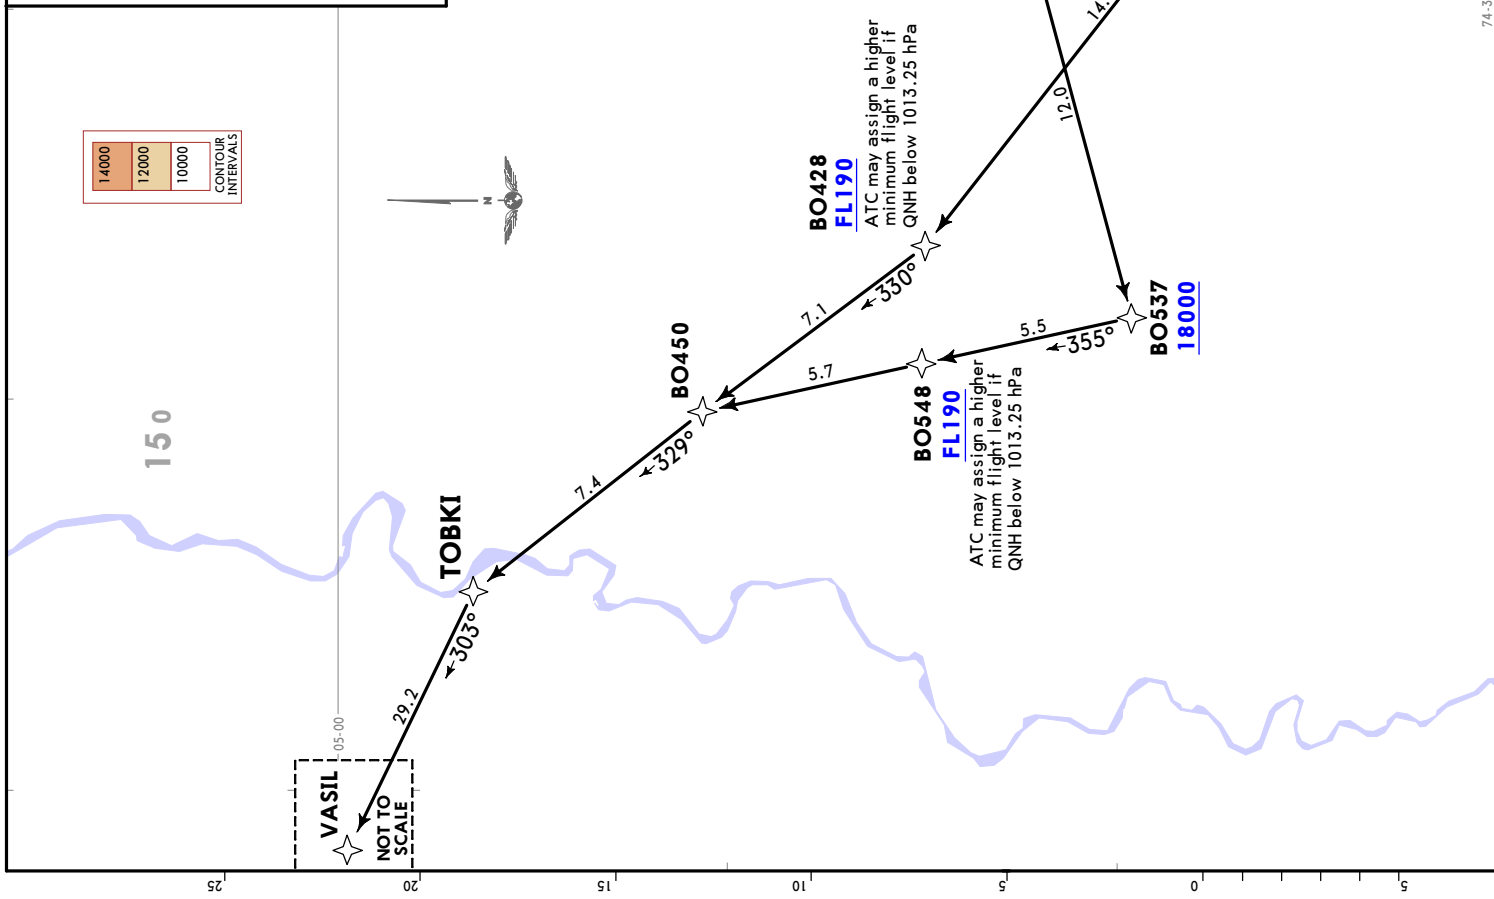 14000
12000
10000
CONTOUR
INTERVALS
N
150
BO428
FL190
ATC may assign a higher
minimum flight level if
QNH below 1013.25 hPa
14.
12.0
74-3
BO537
18000
355°
5.5
BO548
FL190
ATC may assign a higher
minimum flight level if
QNH below 1013.25 hPa
5.7
330°
7.1
BO450
329°
7.4
TOBKI
303°
29.2
05-00
VASIL
NOT TO
SCALE
25
20
15
10
5
0
5